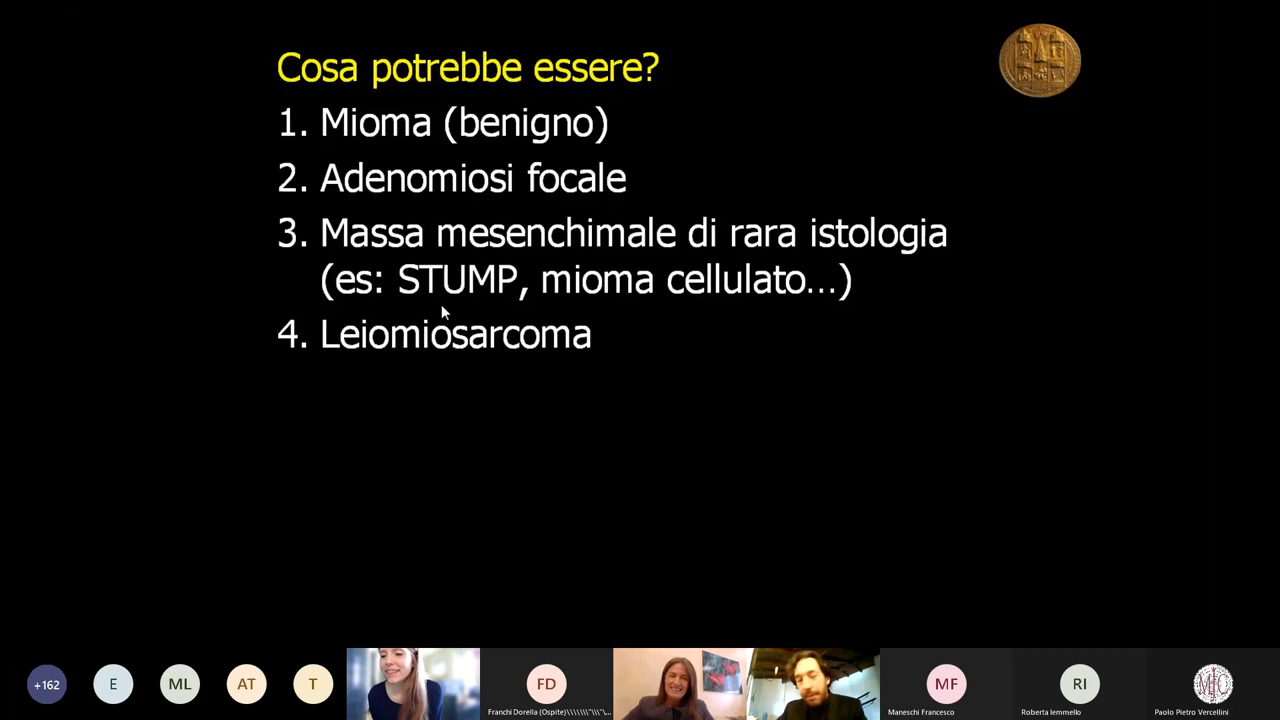 Cosa potrebbe essere?
1. Mioma (benigno)
2. Adenomiosi focale
3. Massa mesenchimale di rara istologia
(es: STUMP, mioma cellulato...)
4. Leiomiosarcoma
+162
E
ML
AT
T
FD
MF
RI
Franchi Dorella (Ospite)\\\\\\\"\\\"\...
Maneschi Francesco
Roberta Iemmello
Paolo Pietro Vercellini